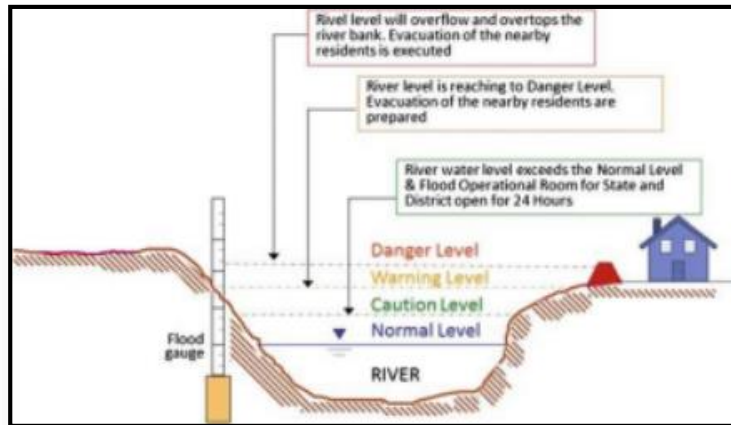 Rivel level will overflow and overtops the
river bank. Evacuation of the nearby
residents is executed
River level is reaching to Danger Level.
Evacuation of the nearby residents are
prepared
River water level exceeds the Normal Level
& Flood Operational Room for State and
District open for 24 Hours
Danger Level
Warning Level
Caution Level
Normal Level
Flood
gauge
RIVER